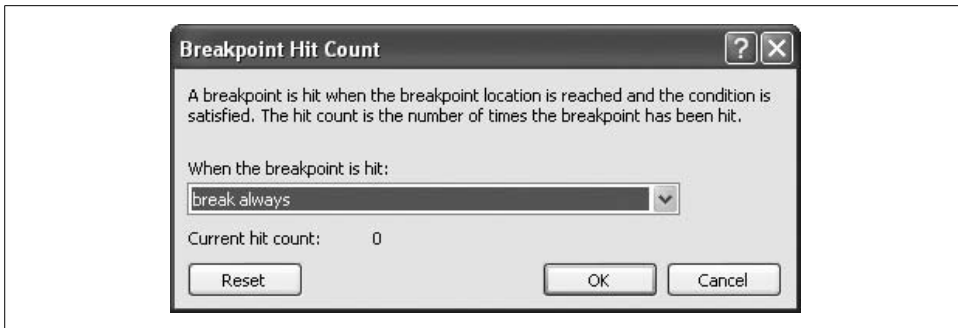 Breakpoint Hit Count
A breakpoint is hit when the breakpoint location is reached and the condition is
satisfied. The hit count is the number of times the breakpoint has been hit.
When the breakpoint is hit:
break always
Current hit count: 0
Reset OK Cancel